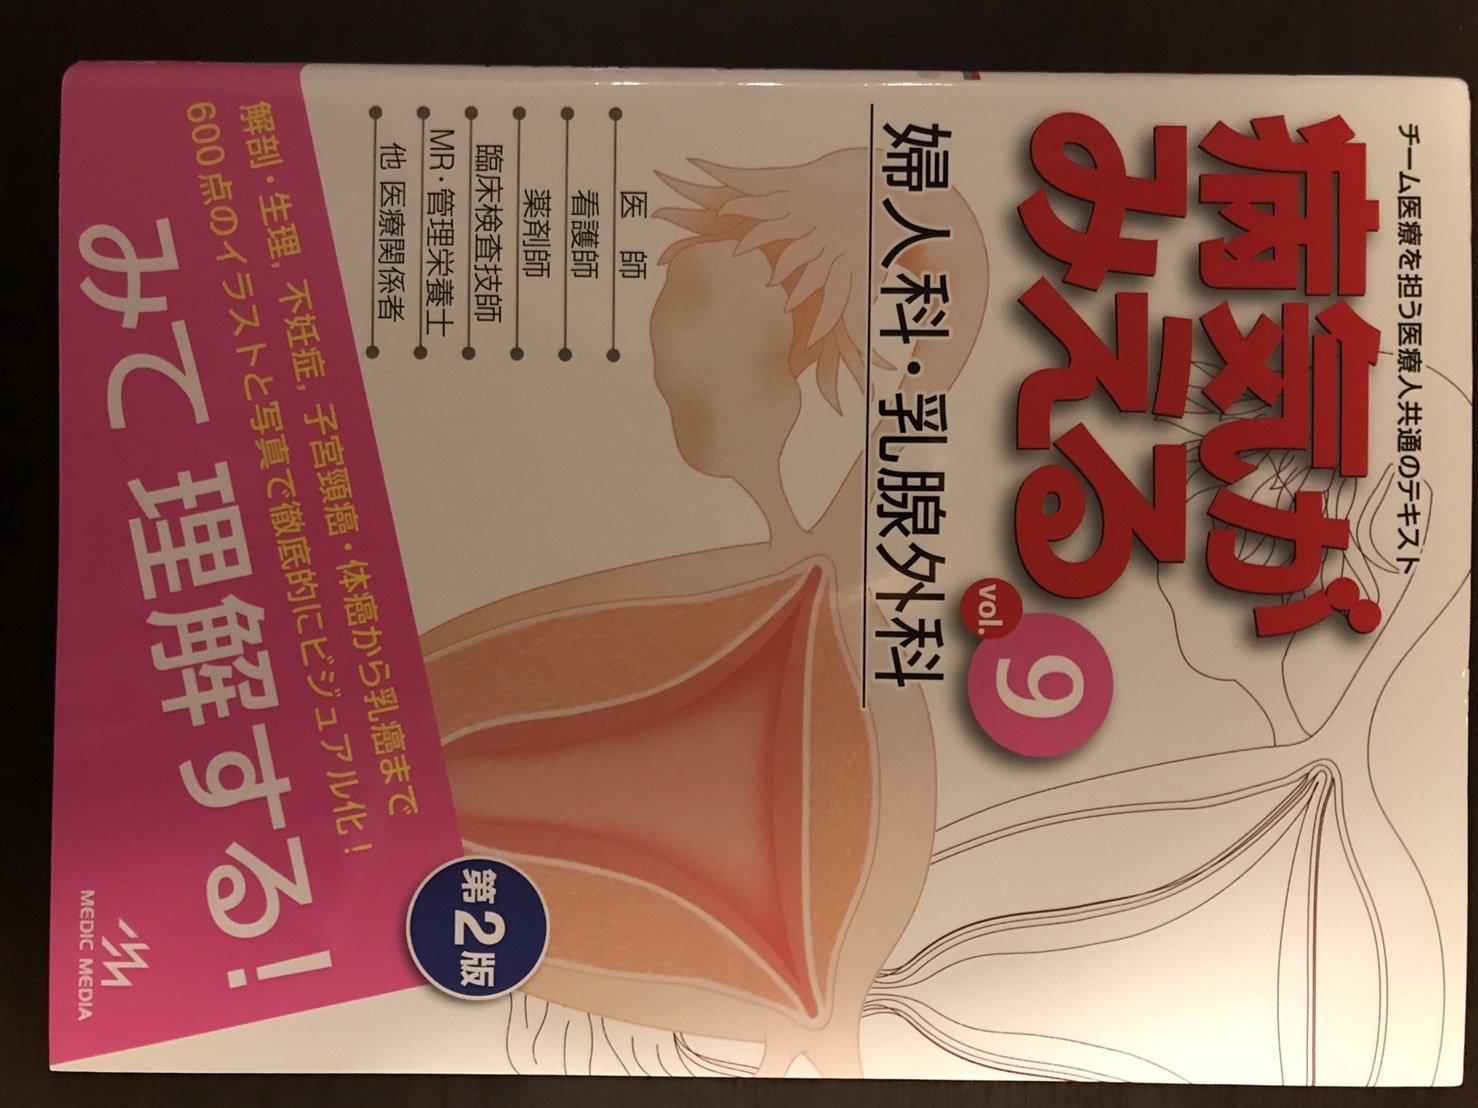 チーム医療を担う医療人共通のテキスト
病気が
みえる
vol. 9
婦人科・乳腺外科
医 師
看護師
薬剤師
臨床検査技師
MR・管理栄養士
他 医療関係者
第2版
解剖・生理, 不妊症, 子宮頸癌・体癌から乳癌まで
600点のイラストと写真で徹底的にビジュアル化！
みて 理解する！
MEDIC MEDIA